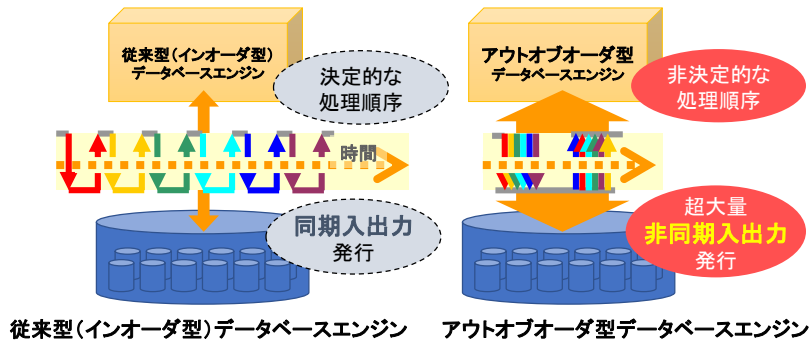 従来型(インオーダ型)
データベースエンジン
決定的な
処理順序
時間
同期入出力
発行
従来型(インオーダ型)データベースエンジン
アウトオブオーダ型
データベースエンジン
非決定的な
処理順序
超大量
非同期入出力
発行
アウトオブオーダ型データベースエンジン